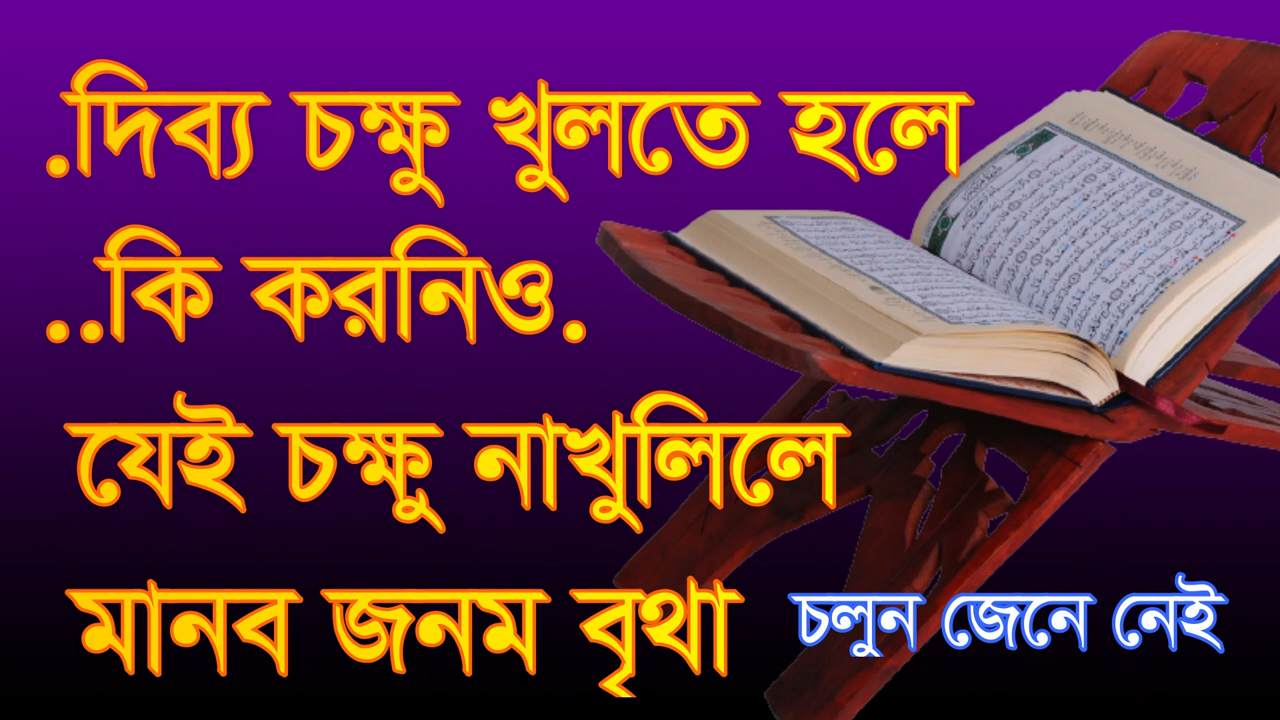 .দিব্য চক্ষু খুলতে হলে
..কি করনিও.
যেই চক্ষু নাখুলিলে
মানব জনম বৃথা চলুন জেনে নেই